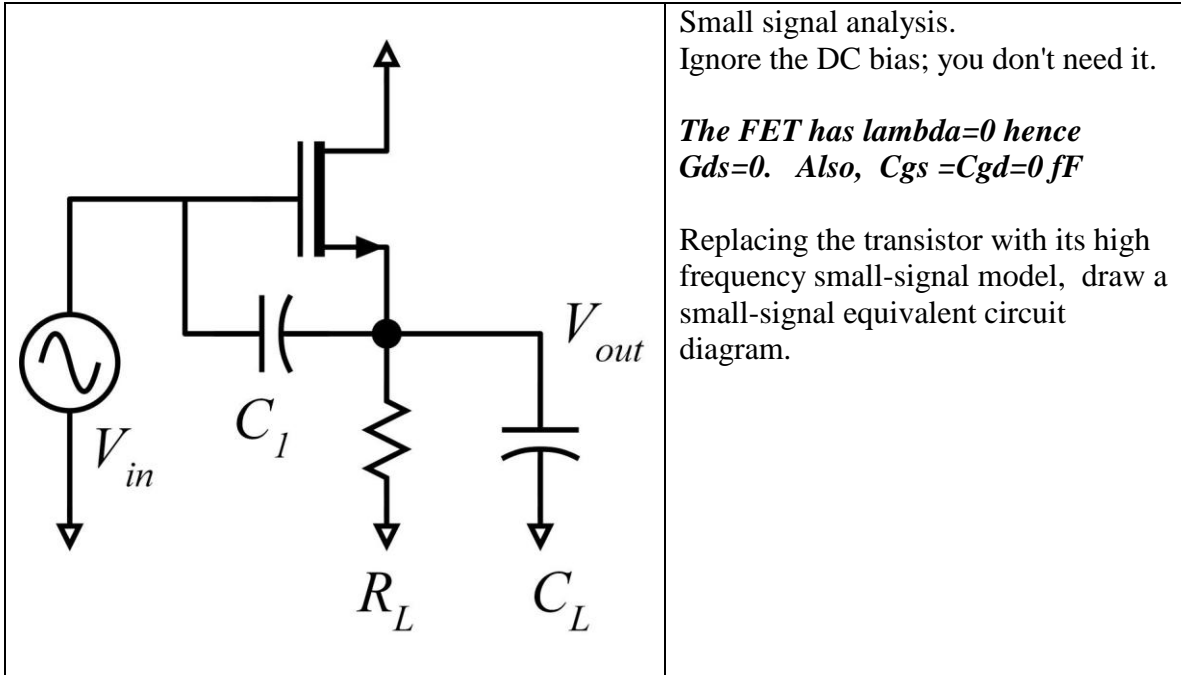 Small signal analysis.
Ignore the DC bias; you don't need it.
The FET has lambda=0 hence
Gds=0. Also, Cgs =Cgd=0 fF
Replacing the transistor with its high
frequency small-signal model, draw a
small-signal equivalent circuit
diagram.
V out
C 1
V in
R L
C L